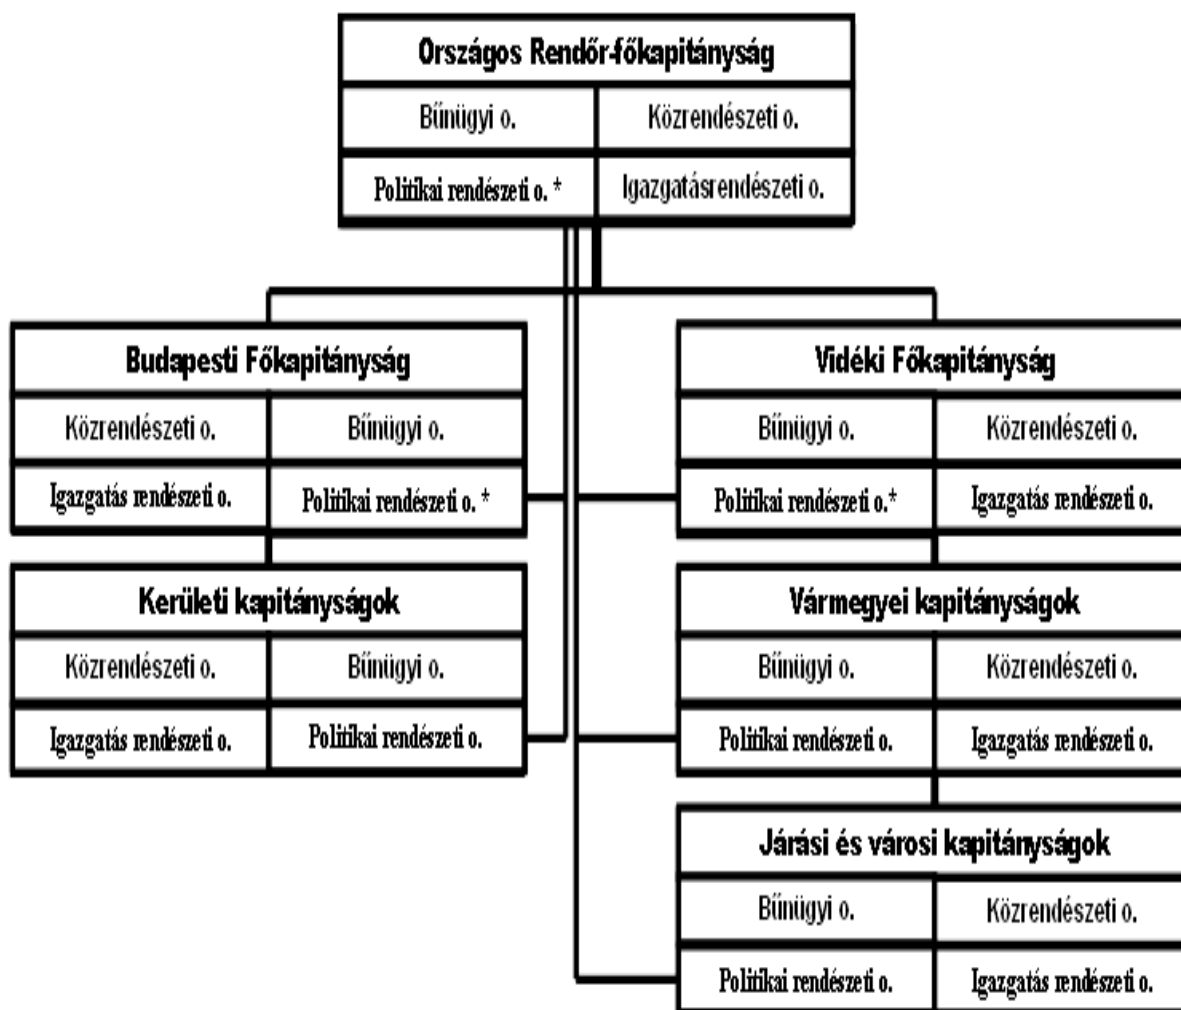 Országos Rendőr-főkapitányság
Bűnügyi o.
Közrendészeti o.
Politikai rendészeti o. *
Igazgatásrendészeti o.
Budapesti Főkapitányság
Közrendészeti o.
Bűnügyi o.
Igazgatás rendészeti o.
Politikai rendészeti o. *
Vidéki Főkapitányság
Bűnügyi o.
Közrendészeti o.
Politikai rendészeti o.*
Igazgatás rendészeti o.
Kerületi kapitányságok
Közrendészeti o.
Bűnügyi o.
Igazgatás rendészeti o.
Politikai rendészeti o.
Vármegyei kapitányságok
Bűnügyi o.
Közrendészeti o.
Politikai rendészeti o.
Igazgatás rendészeti o.
Járási és városi kapitányságok
Bűnügyi o.
Közrendészeti o.
Politikai rendészeti o.
Igazgatás rendészeti o.